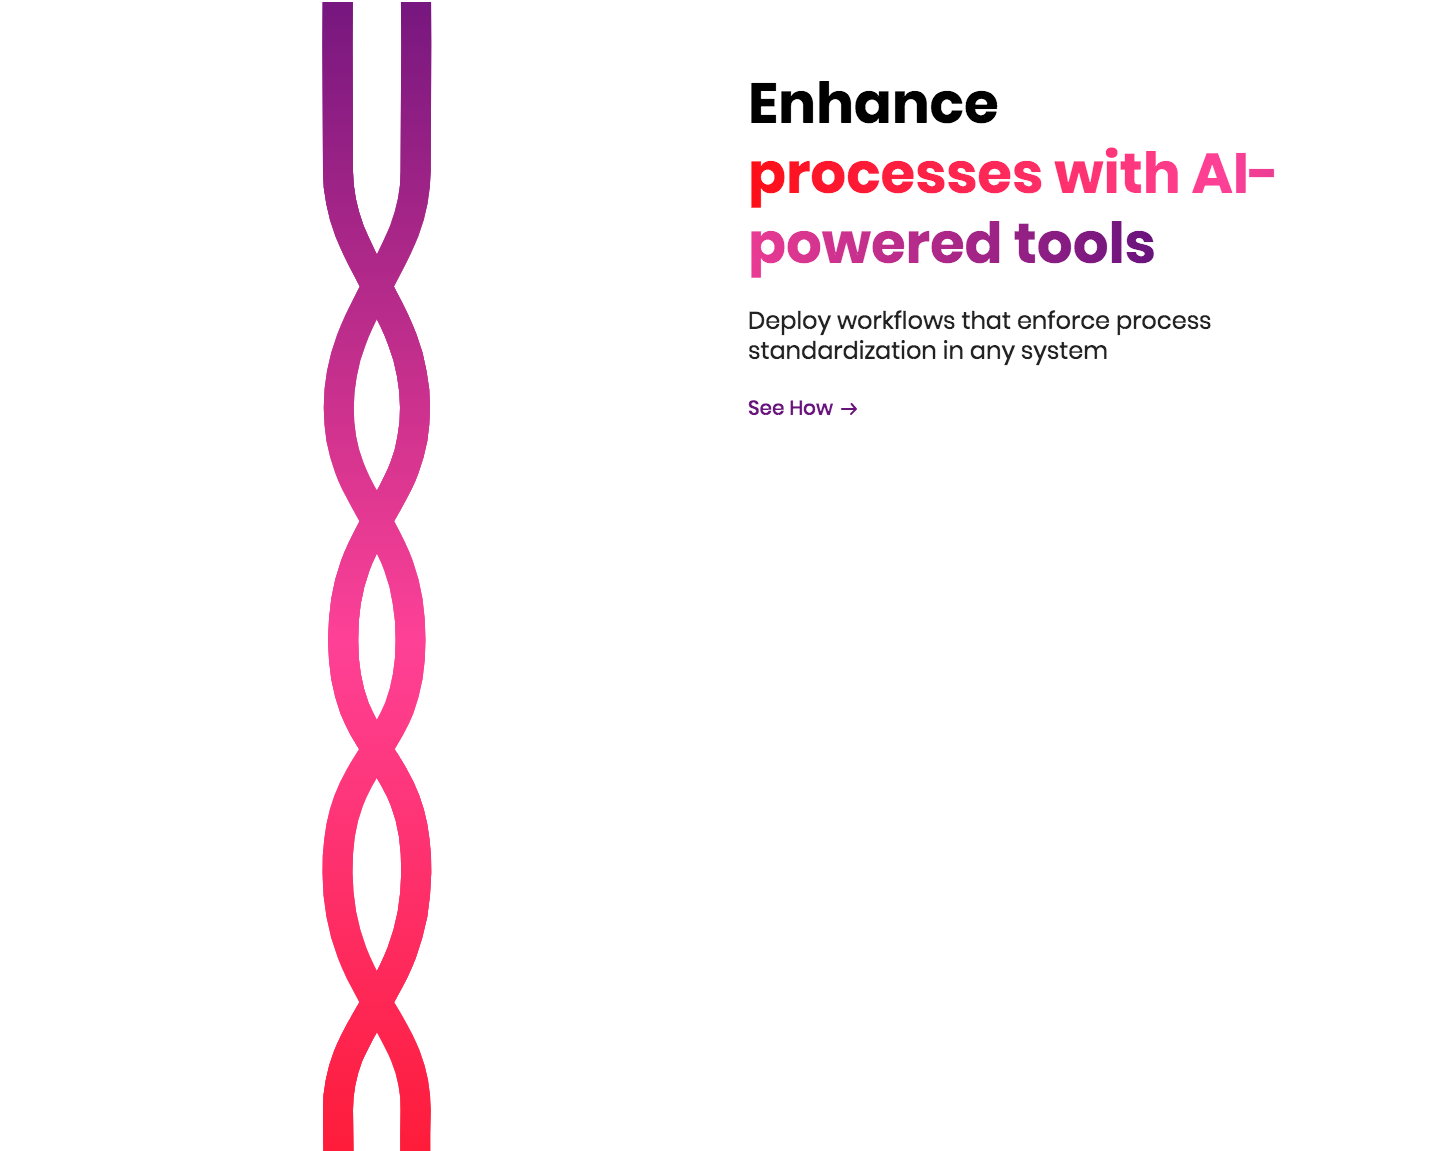 Enhance
processes with AI-
powered tools
Deploy workflows that enforce process
standardization in any system
See How →